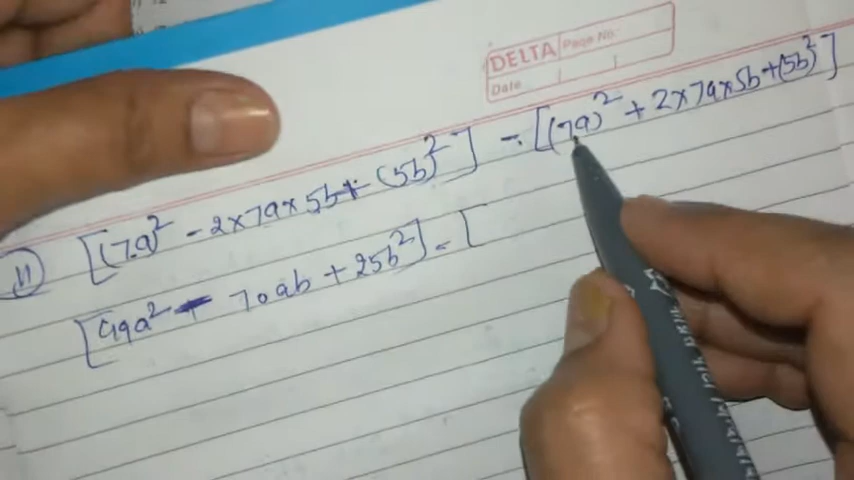 DELTA Page No.
Date
11 [(7a)² - 2×7a×5b+(5b)²] - [(7a)² + 2×7a×5b+(5b)²]
[49a² - 70ab + 25b²] - [